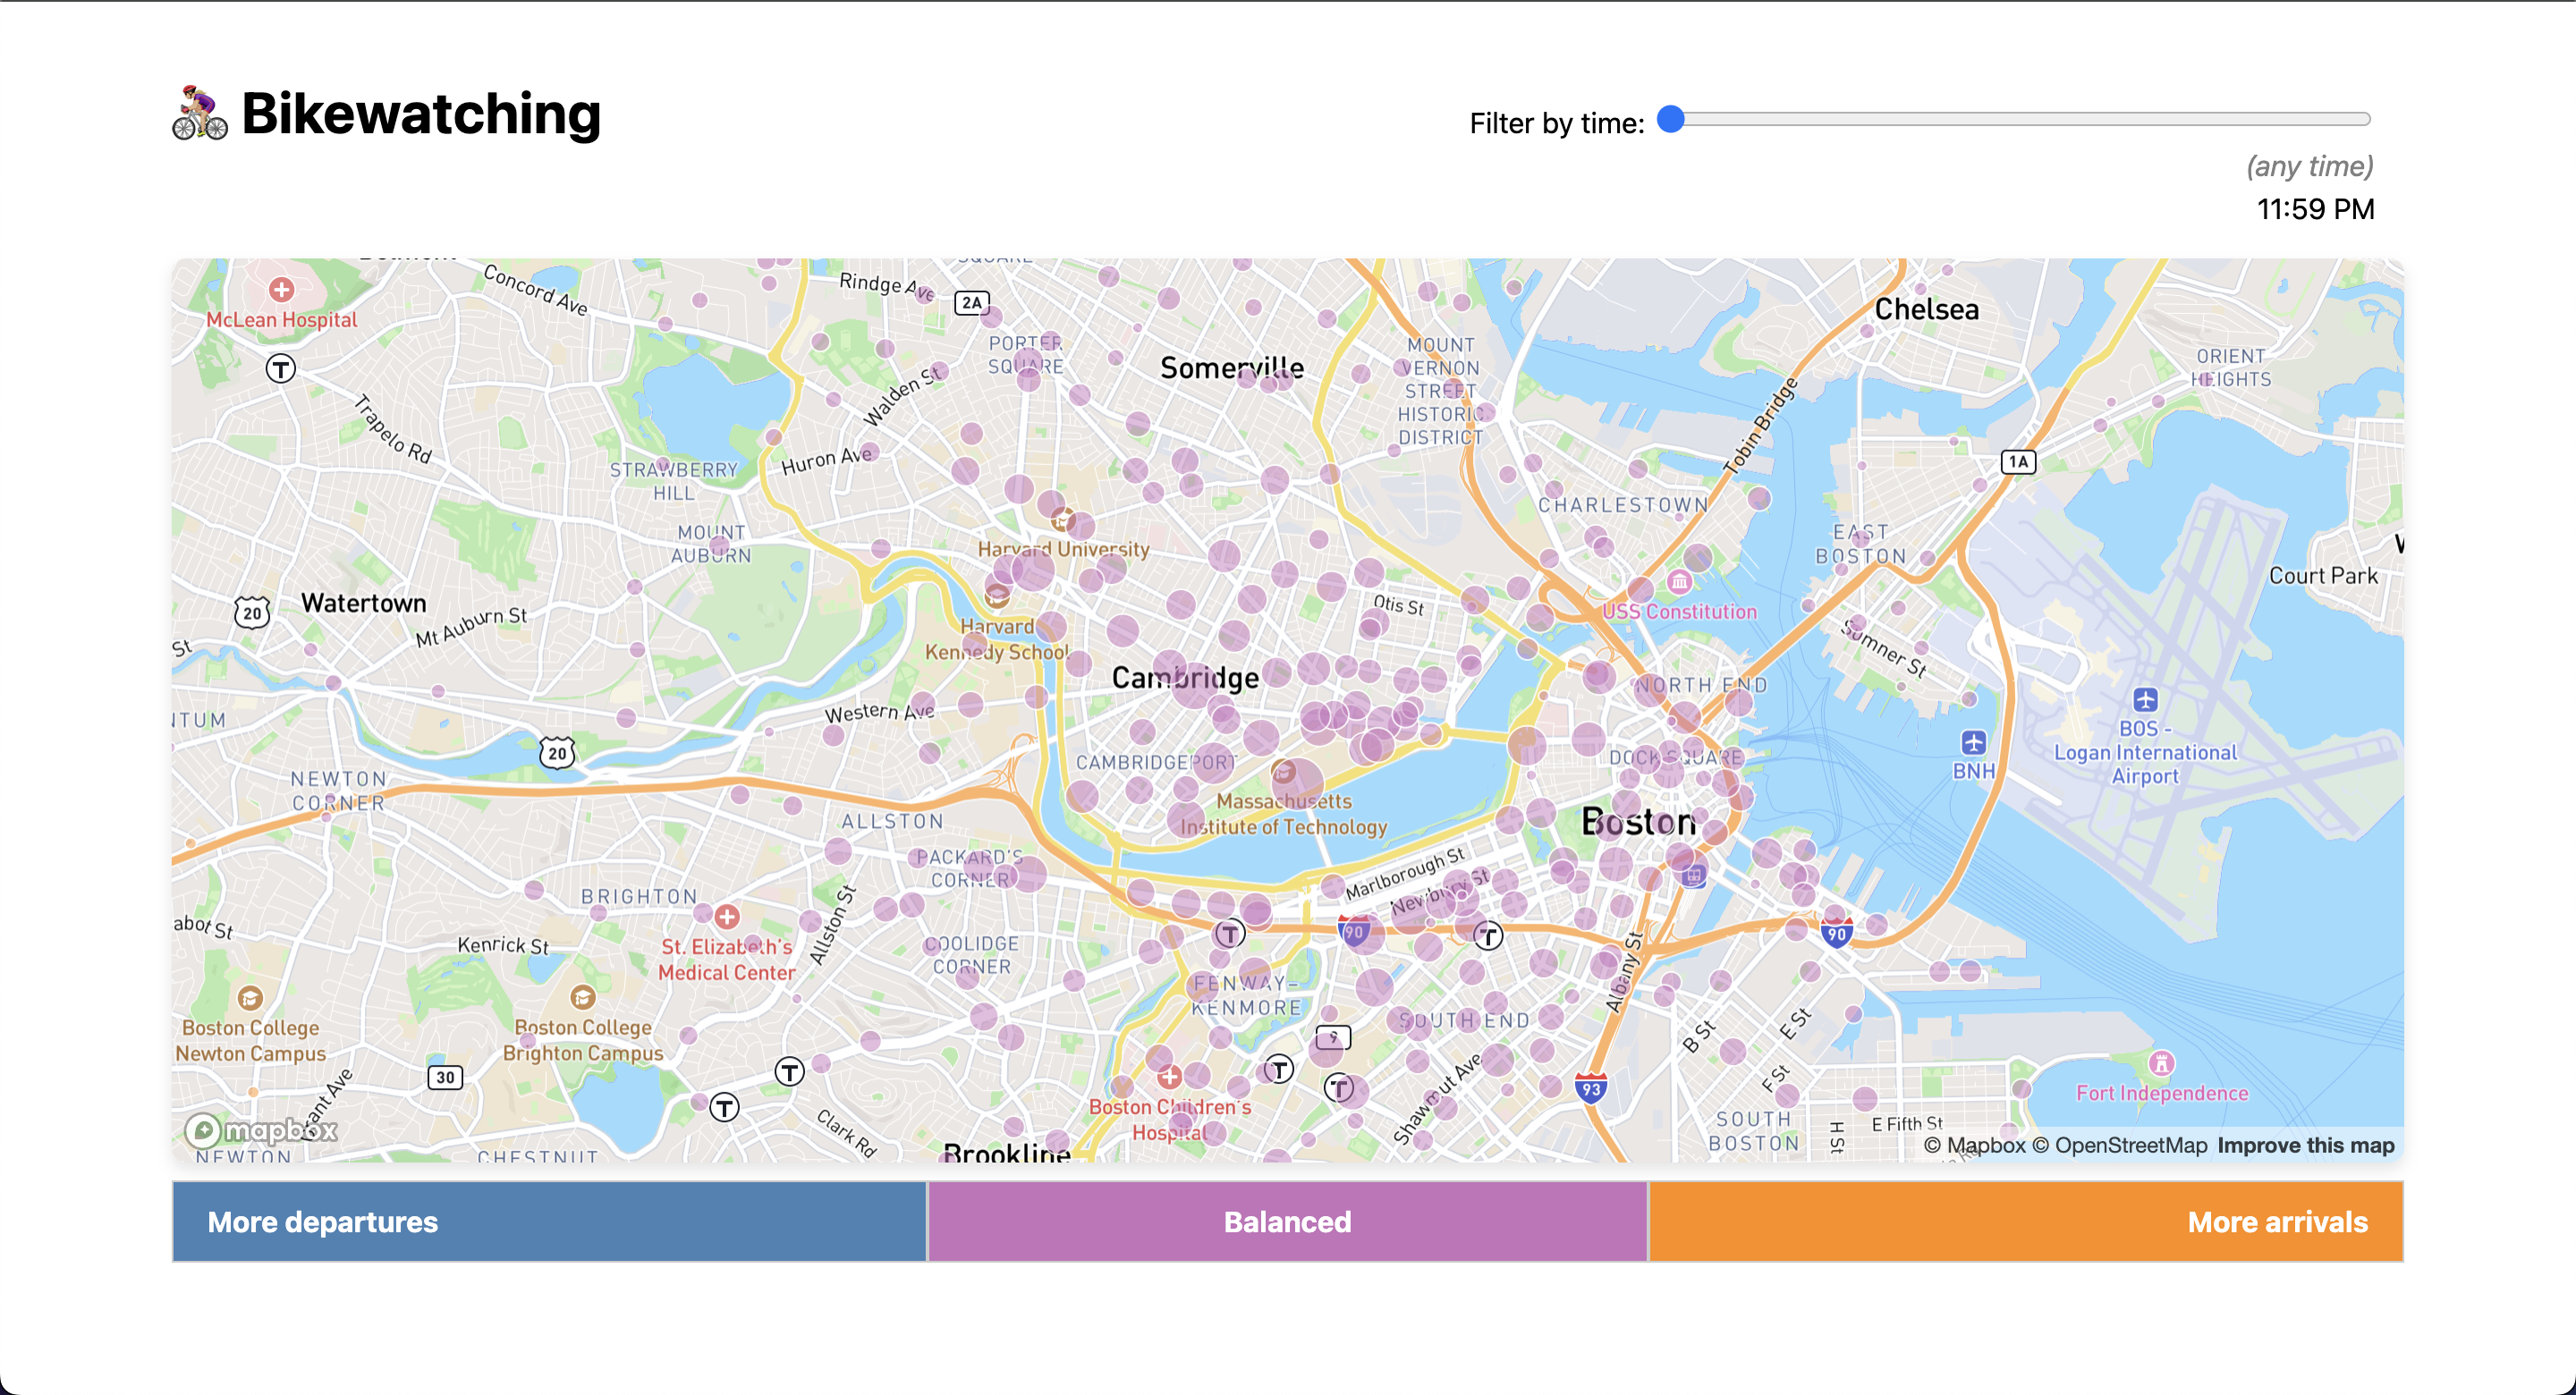 Bikewatching
Filter by time:
(any time)
11:59 PM
Concord Ave
Rindge Ave
2A
McLean Hospital
Chelsea
PORTER
SQUARE
Somerville
MOUNT
VERNON
STREET
HISTORIC
DISTRICT
ORIENT
HEIGHTS
T
Trapelo Rd
Walden St
Tobin Bridge
Huron Ave
STRAWBERRY
HILL
1A
CHARLESTOWN
MOUNT
AUBURN
Harvard University
EAST
BOSTON
Court Park
20
Watertown
Mt Auburn St
Otis St
USS Constitution
Harvard
Kennedy School
St
Sumner St
Cambridge
NORTH END
Western Ave
20
BOS -
Logan International
Airport
BNH
CAMBRIDGEPORT
DOCK SQUARE
NEWTON
CORNER
Massachusetts
Institute of Technology
Boston
ALLSTON
PACKARD'S
CORNER
Marlborough St
Newbury St
BRIGHTON
Allston St
abot St
Kenrick St
St. Elizabeth's
Medical Center
COOLIDGE
CORNER
T
90
T
90
Albany St
FENWAY-
KENMORE
SOUTH END
Boston College
Newton Campus
Boston College
Brighton Campus
9
B St
E St
F St
30
T
T
T
T
93
Shawmut Ave
Boston Children's
Hospital
Fort Independence
Clark Rd
SOUTH
BOSTON
H St
E Fifth St
mapbox
Brookline
NEWTON
CHESTNUT
© Mapbox © OpenStreetMap Improve this map
More departures
Balanced
More arrivals